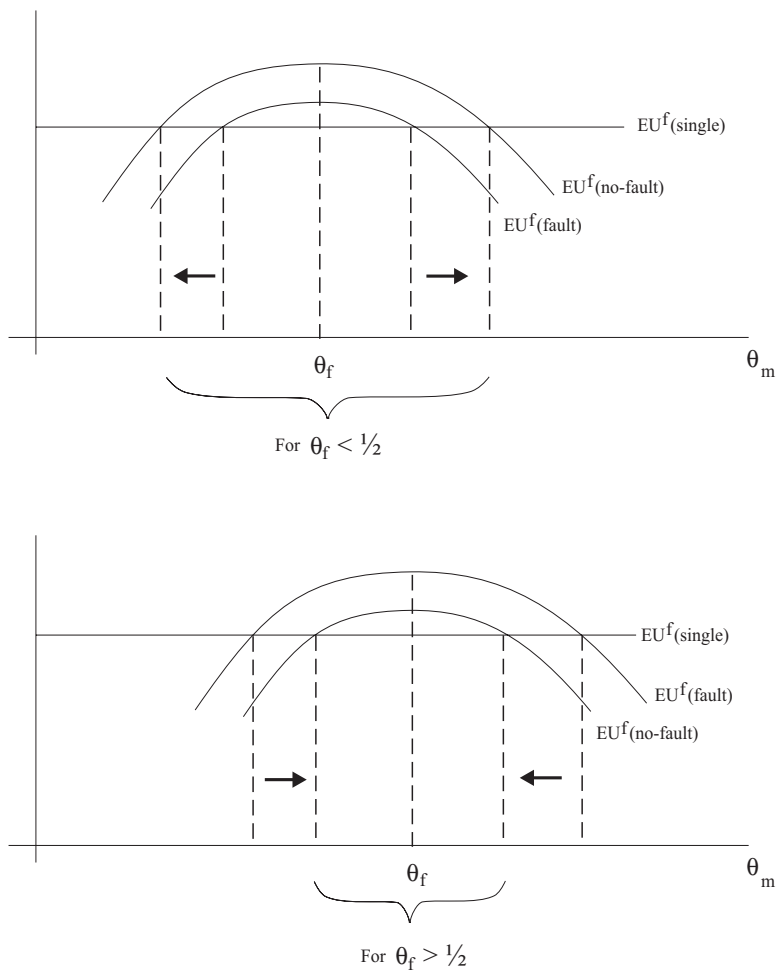 EUᶠ(single)
EUᶠ(no-fault)
EUᶠ(fault)
θf
θm
For θf < ½
EUᶠ(single)
EUᶠ(fault)
EUᶠ(no-fault)
θf
θm
For θf > ½